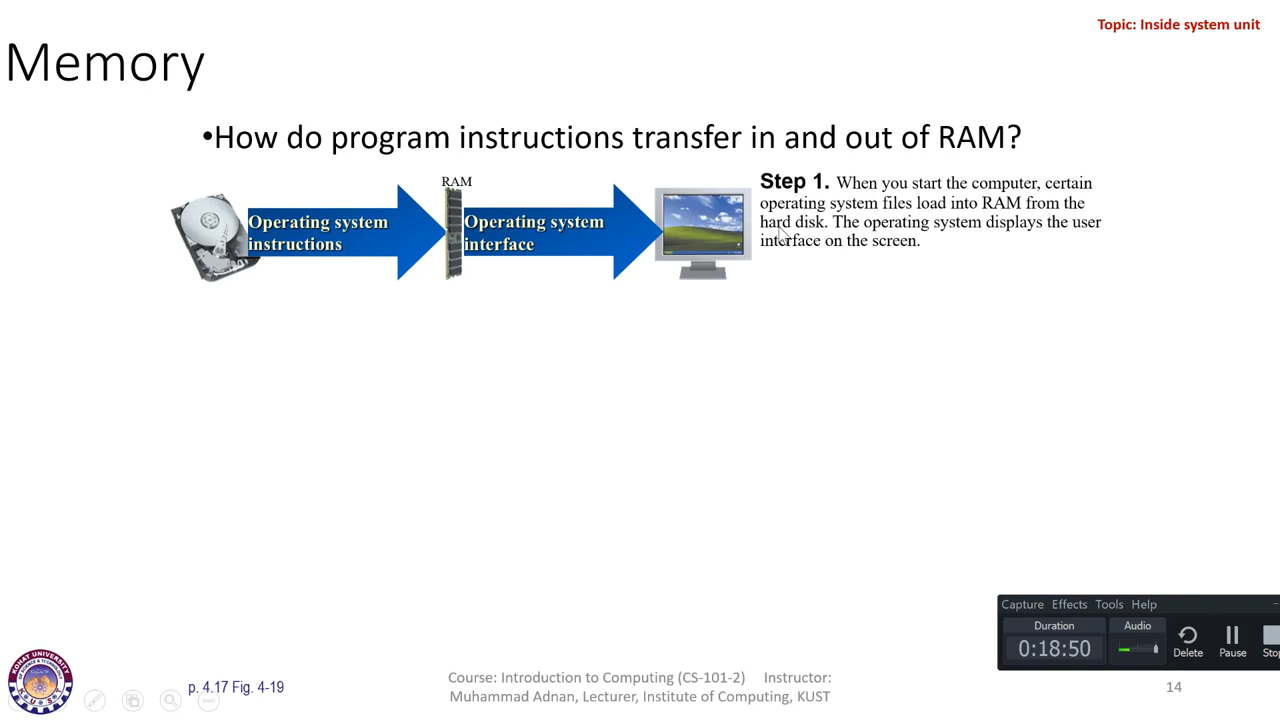 Topic: Inside system unit
Memory
•How do program instructions transfer in and out of RAM?
RAM
Operating system
instructions
Operating system
interface
Step 1. When you start the computer, certain
operating system files load into RAM from the
hard disk. The operating system displays the user
interface on the screen.
Capture Effects Tools Help
Duration
Audio
0:18:50
Delete
Pause
Stop
KOHAT UNIVERSITY
p. 4.17 Fig. 4-19
Course: Introduction to Computing (CS-101-2) Instructor:
Muhammad Adnan, Lecturer, Institute of Computing, KUST
14